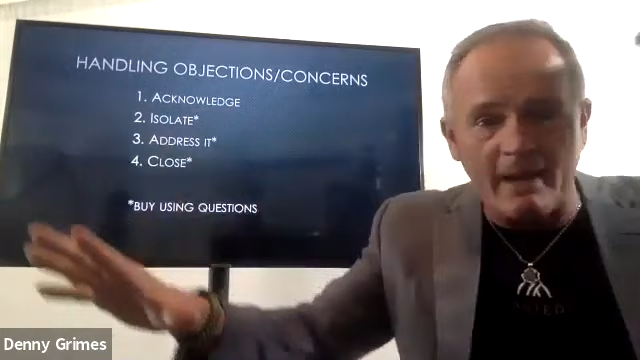 HANDLING OBJECTIONS/CONCERNS
1. ACKNOWLEDGE
2. ISOLATE*
3. ADDRESS IT*
4. CLOSE*
*BUY USING QUESTIONS
Denny Grimes